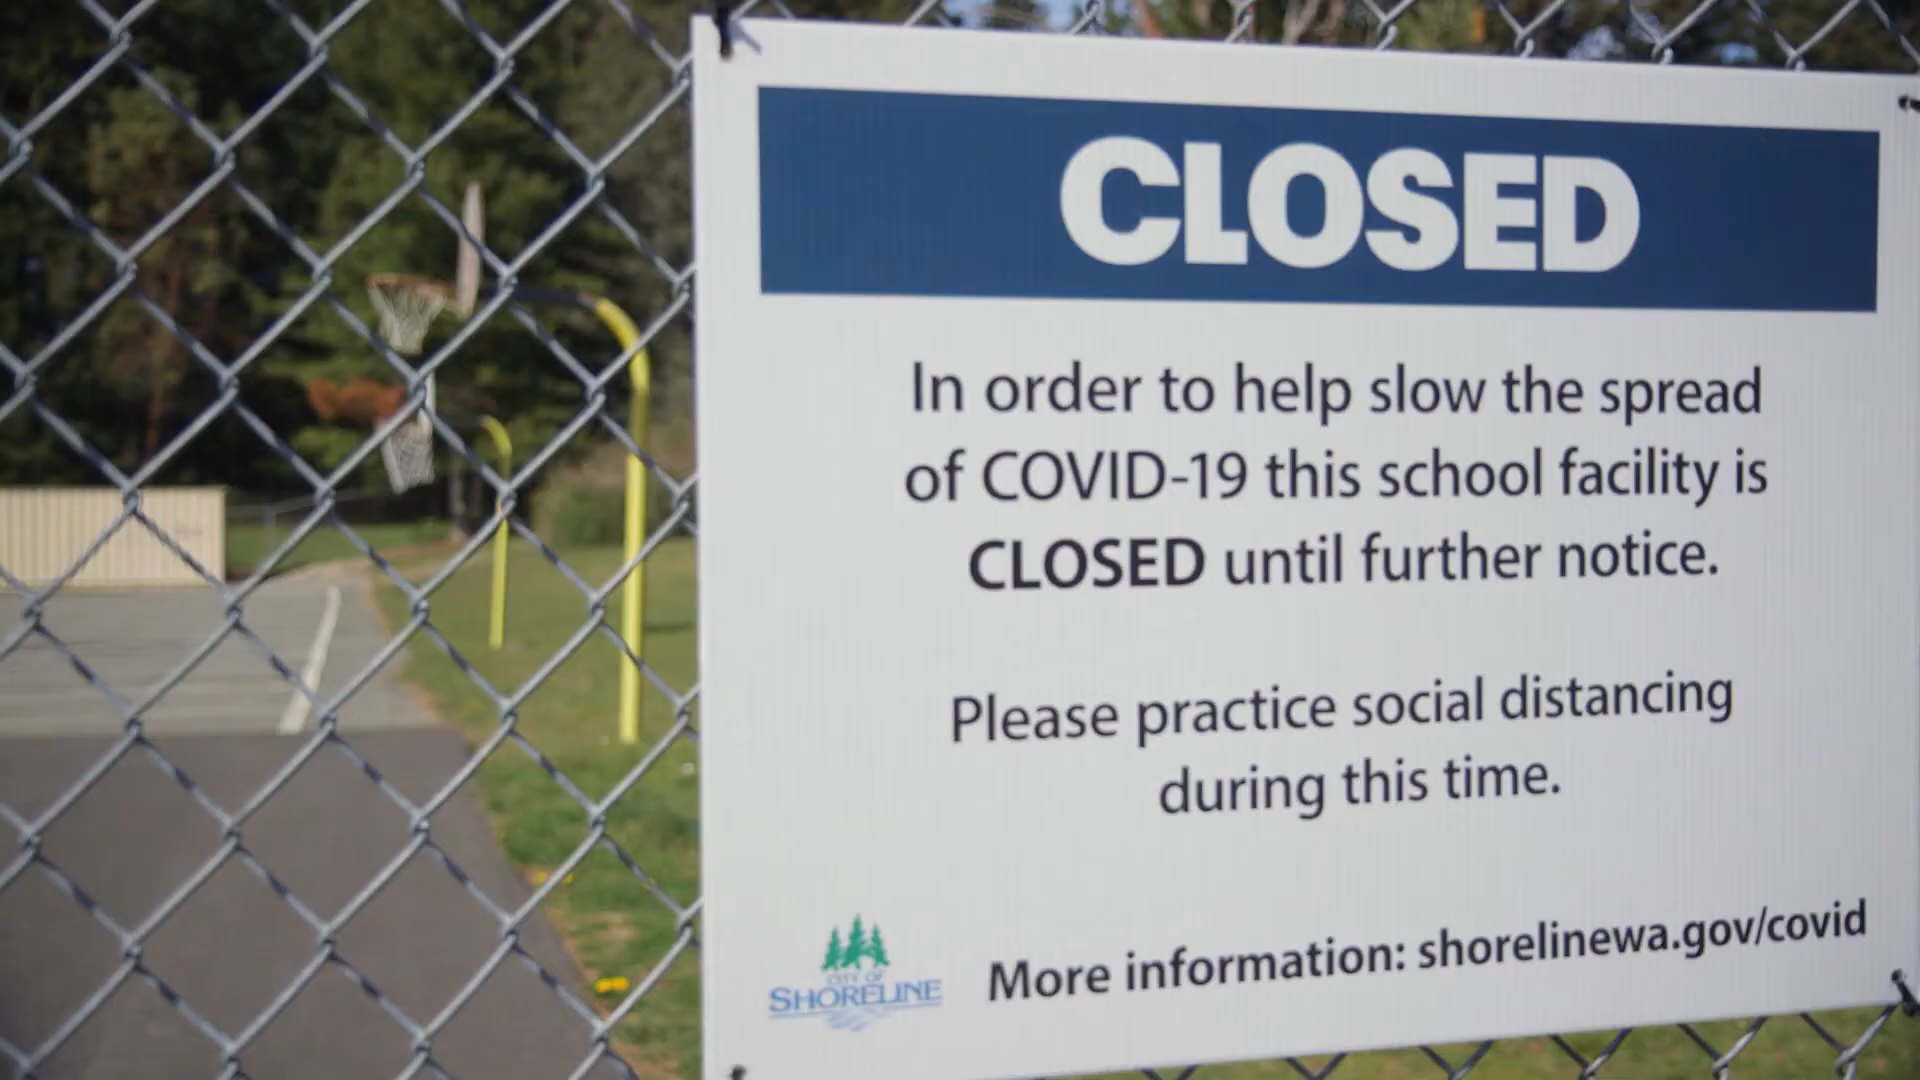 CLOSED
In order to help slow the spread
of COVID-19 this school facility is
CLOSED until further notice.
Please practice social distancing
during this time.
CITY OF
SHORELINE
More information: shorelinewa.gov/covid